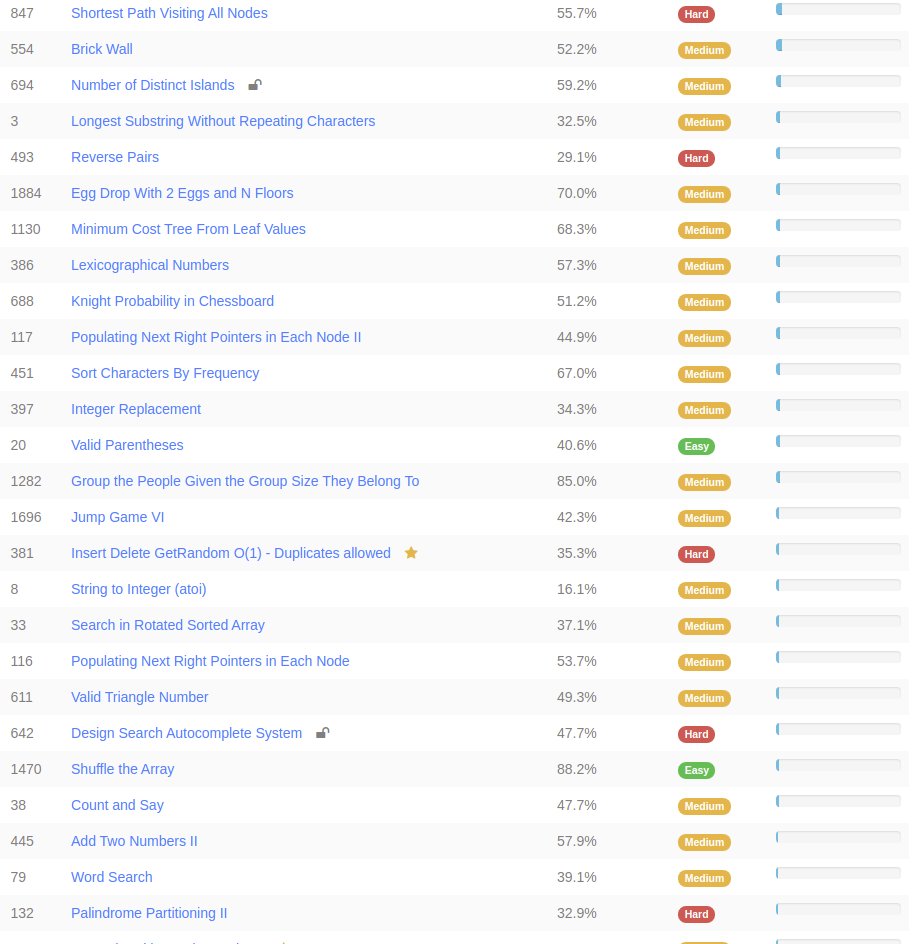 847 Shortest Path Visiting All Nodes 55.7% Hard
554 Brick Wall 52.2% Medium
694 Number of Distinct Islands 59.2% Medium
3 Longest Substring Without Repeating Characters 32.5% Medium
493 Reverse Pairs 29.1% Hard
1884 Egg Drop With 2 Eggs and N Floors 70.0% Medium
1130 Minimum Cost Tree From Leaf Values 68.3% Medium
386 Lexicographical Numbers 57.3% Medium
688 Knight Probability in Chessboard 51.2% Medium
117 Populating Next Right Pointers in Each Node II 44.9% Medium
451 Sort Characters By Frequency 67.0% Medium
397 Integer Replacement 34.3% Medium
20 Valid Parentheses 40.6% Easy
1282 Group the People Given the Group Size They Belong To 85.0% Medium
1696 Jump Game VI 42.3% Medium
381 Insert Delete GetRandom O(1) - Duplicates allowed 35.3% Hard
8 String to Integer (atoi) 16.1% Medium
33 Search in Rotated Sorted Array 37.1% Medium
116 Populating Next Right Pointers in Each Node 53.7% Medium
611 Valid Triangle Number 49.3% Medium
642 Design Search Autocomplete System 47.7% Hard
1470 Shuffle the Array 88.2% Easy
38 Count and Say 47.7% Medium
445 Add Two Numbers II 57.9% Medium
79 Word Search 39.1% Medium
132 Palindrome Partitioning II 32.9% Hard